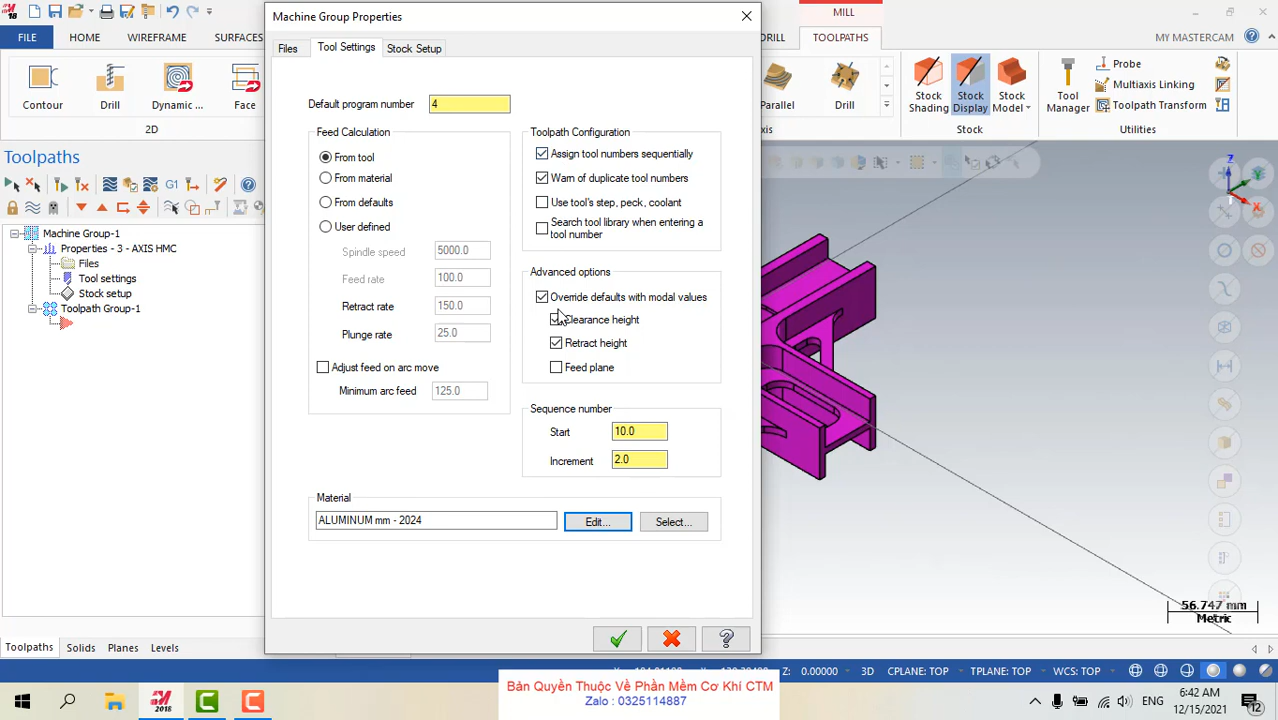 Machine Group Properties
MILL
18
FILE
HOME
WIREFRAME
SURFACES
DRILL
TOOLPATHS
MY MASTERCAM
Files
Tool Settings
Stock Setup
Contour
Drill
Dynamic ...
Face
2D
Parallel
Drill
Stock Shading
Stock Display
Stock Model
Tool Manager
Probe
Multiaxis Linking
Toolpath Transform
Stock
Utilities
Toolpaths
G1
Machine Group-1
Properties - 3 - AXIS HMC
Files
Tool settings
Stock setup
Toolpath Group-1
Default program number 4
Feed Calculation
From tool
From material
From defaults
User defined
Spindle speed 5000.0
Feed rate 100.0
Retract rate 150.0
Plunge rate 25.0
Adjust feed on arc move
Minimum arc feed 125.0
Toolpath Configuration
Assign tool numbers sequentially
Warn of duplicate tool numbers
Use tool's step, peck, coolant
Search tool library when entering a
tool number
Advanced options
Override defaults with modal values
Clearance height
Retract height
Feed plane
Sequence number
Start 10.0
Increment 2.0
Material
ALUMINUM mm - 2024
Edit...
Select...
Z
56.747 mm
Metric
Toolpaths
Solids
Planes
Levels
Z: 0.00000
3D
CPLANE: TOP
TPLANE: TOP
WCS: TOP
2018
Bản Quyền Thuộc Về Phần Mềm Cơ Khí CTM
Zalo : 0325114887
ENG
6:42 AM
12/15/2021
12